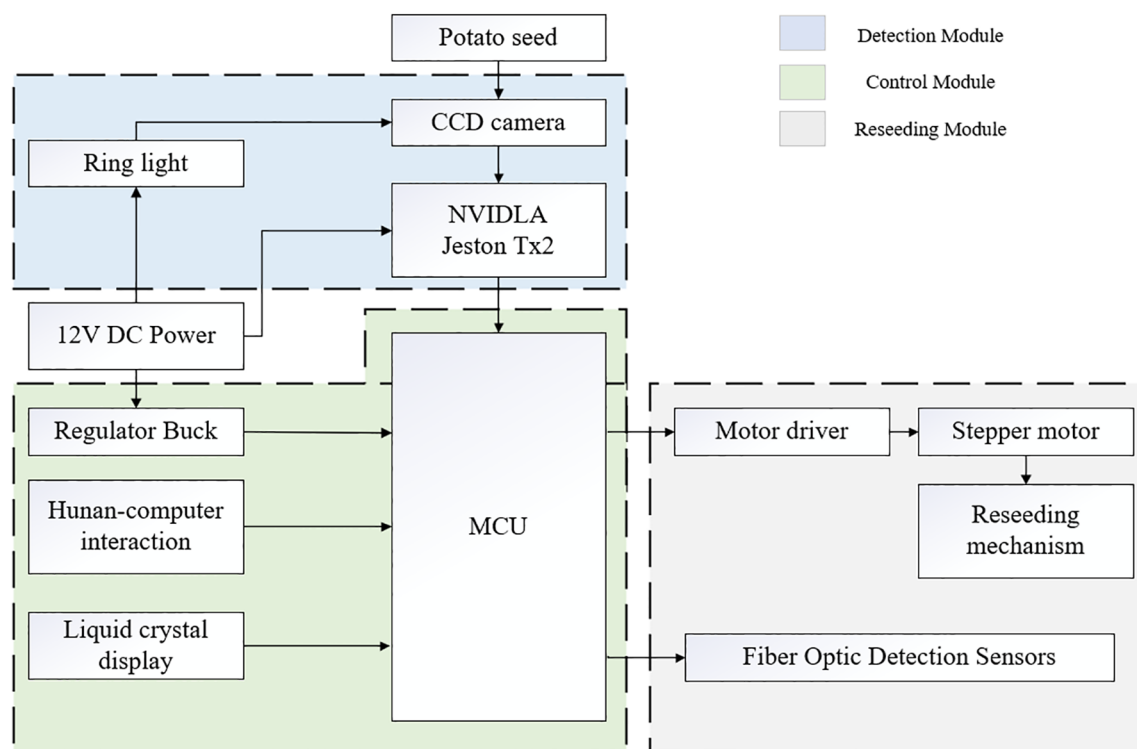 Potato seed
Detection Module
Control Module
Reseeding Module
CCD camera
Ring light
NVIDLA
Jeston Tx2
12V DC Power
Regulator Buck
Motor driver
Stepper motor
Hunan-computer
interaction
MCU
Reseeding
mechanism
Liquid crystal
display
Fiber Optic Detection Sensors